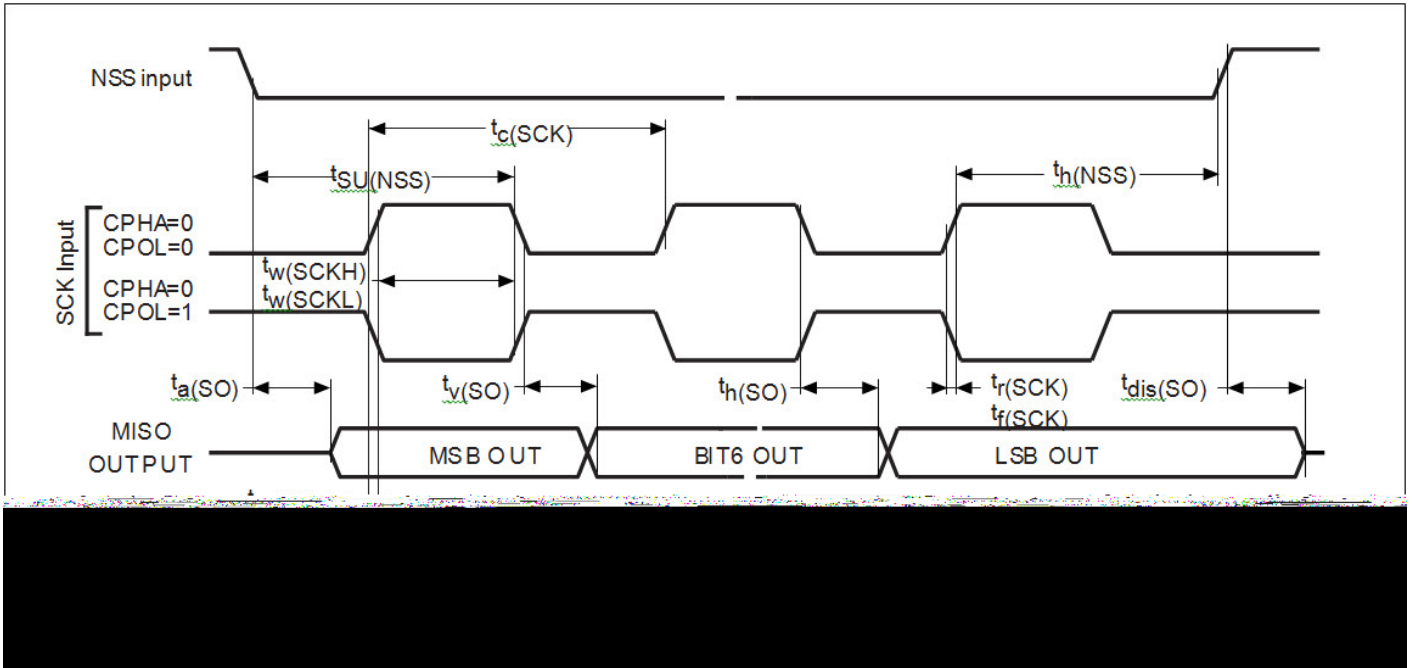 NSS input
tc(SCK)
tSU(NSS)
th(NSS)
SCK Input
CPHA=0
CPOL=0
tw(SCKH)
CPHA=0
tw(SCKL)
CPOL=1
ta(SO)
tv(SO)
th(SO)
tr(SCK)
tdis(SO)
tf(SCK)
MISO
OUTPUT
MSB OUT
BIT6 OUT
LSB OUT